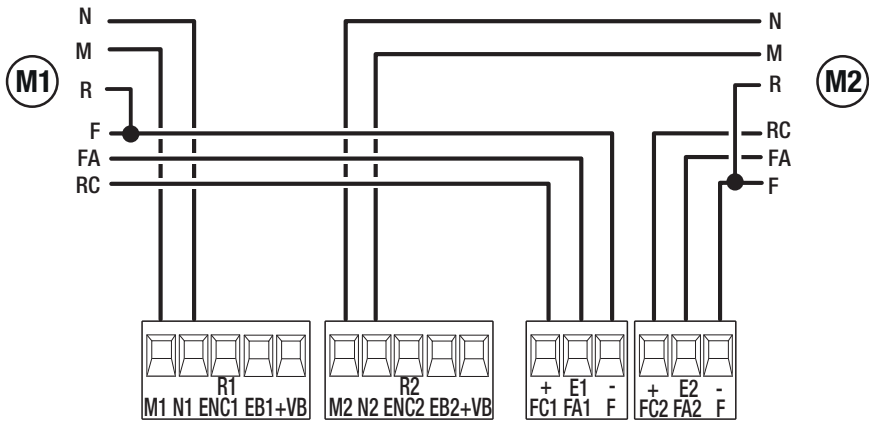 N
M
R
F
FA
RC
M1
N
M
R
RC
FA
F
M2
R1
M1 N1 ENC1 EB1+VB
R2
M2 N2 ENC2 EB2+VB
+ E1 -
FC1 FA1 F
+ E2 -
FC2 FA2 F